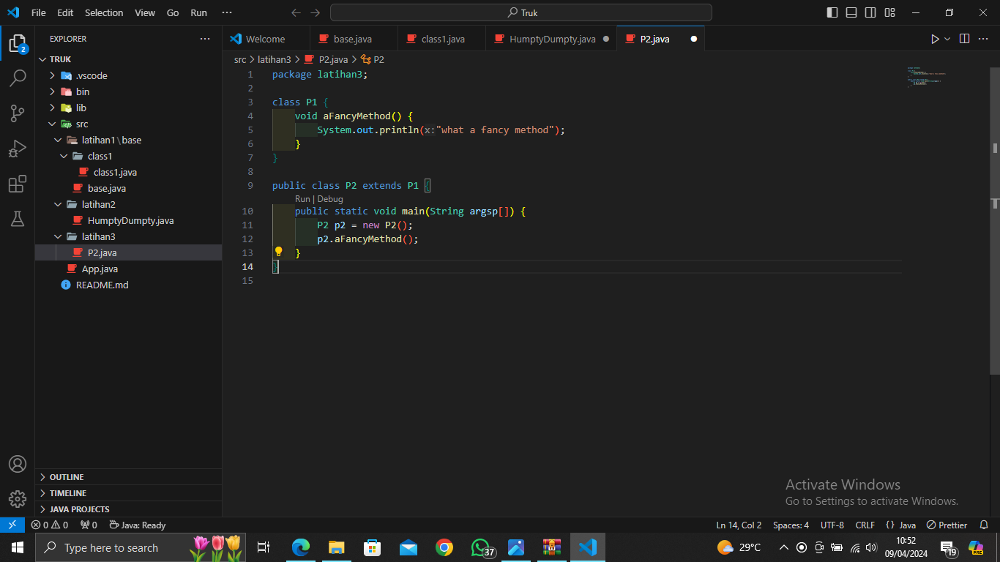 File Edit Selection View Go Run ··· Truk
EXPLORER ···
Welcome base.java class1.java HumptyDumpty.java P2.java
TRUK
.vscode
bin
lib
src
latihan1\base
class1
class1.java
base.java
latihan2
HumptyDumpty.java
latihan3
P2.java
App.java
README.md
OUTLINE
TIMELINE
JAVA PROJECTS
src > latihan3 > P2.java > P2
1 package latihan3;
2
3 class P1 {
4 void aFancyMethod() {
5 System.out.println(x:"what a fancy method");
6 }
7 }
8
9 public class P2 extends P1 {
Run | Debug
10 public static void main(String argsp[]) {
11 P2 p2 = new P2();
12 p2.aFancyMethod();
13 }
14 }
15
Activate Windows
Go to Settings to activate Windows.
2
0 0 0 Java: Ready Ln 14, Col 2 Spaces: 4 UTF-8 CRLF {} Java Prettier
Type here to search 37 29°C 10:52 19 PRE
09/04/2024